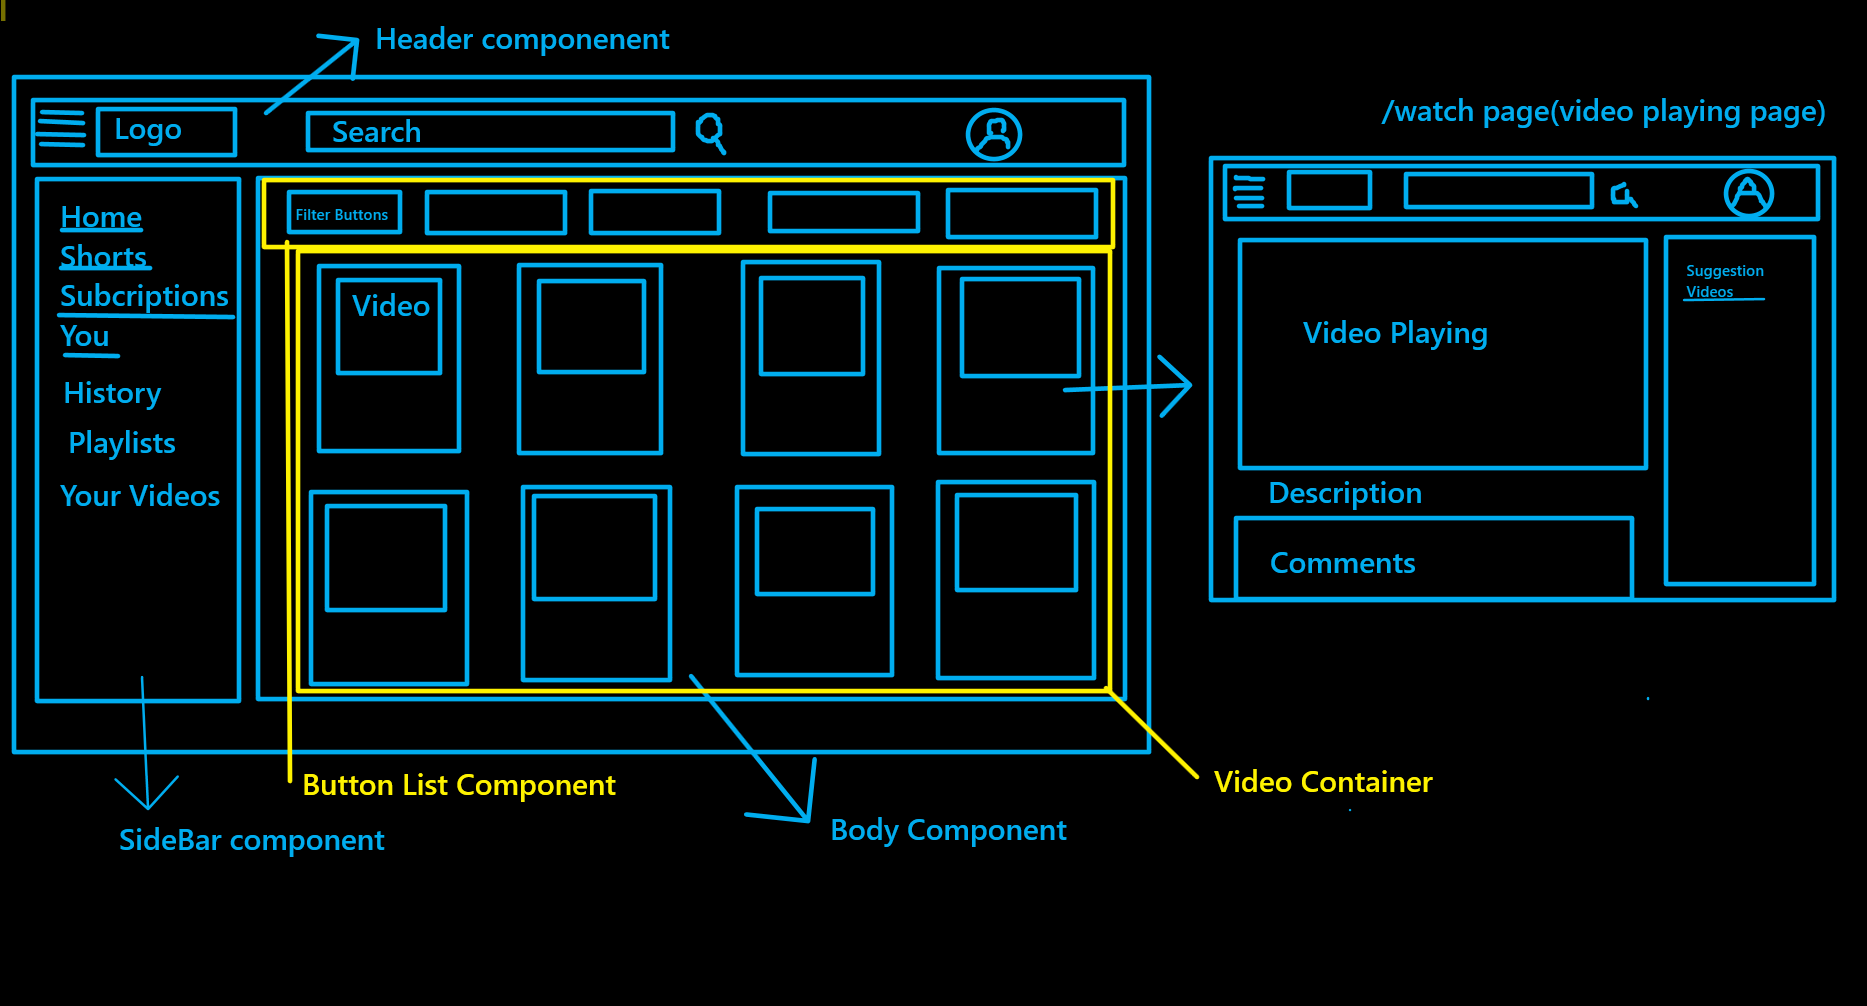 Header componenent
Logo
Search
Home
Shorts
Subcriptions
You
History
Playlists
Your Videos
Filter Buttons
Video
Button List Component
SideBar component
Body Component
Video Container
/watch page(video playing page)
Video Playing
Suggestion
Videos
Description
Comments